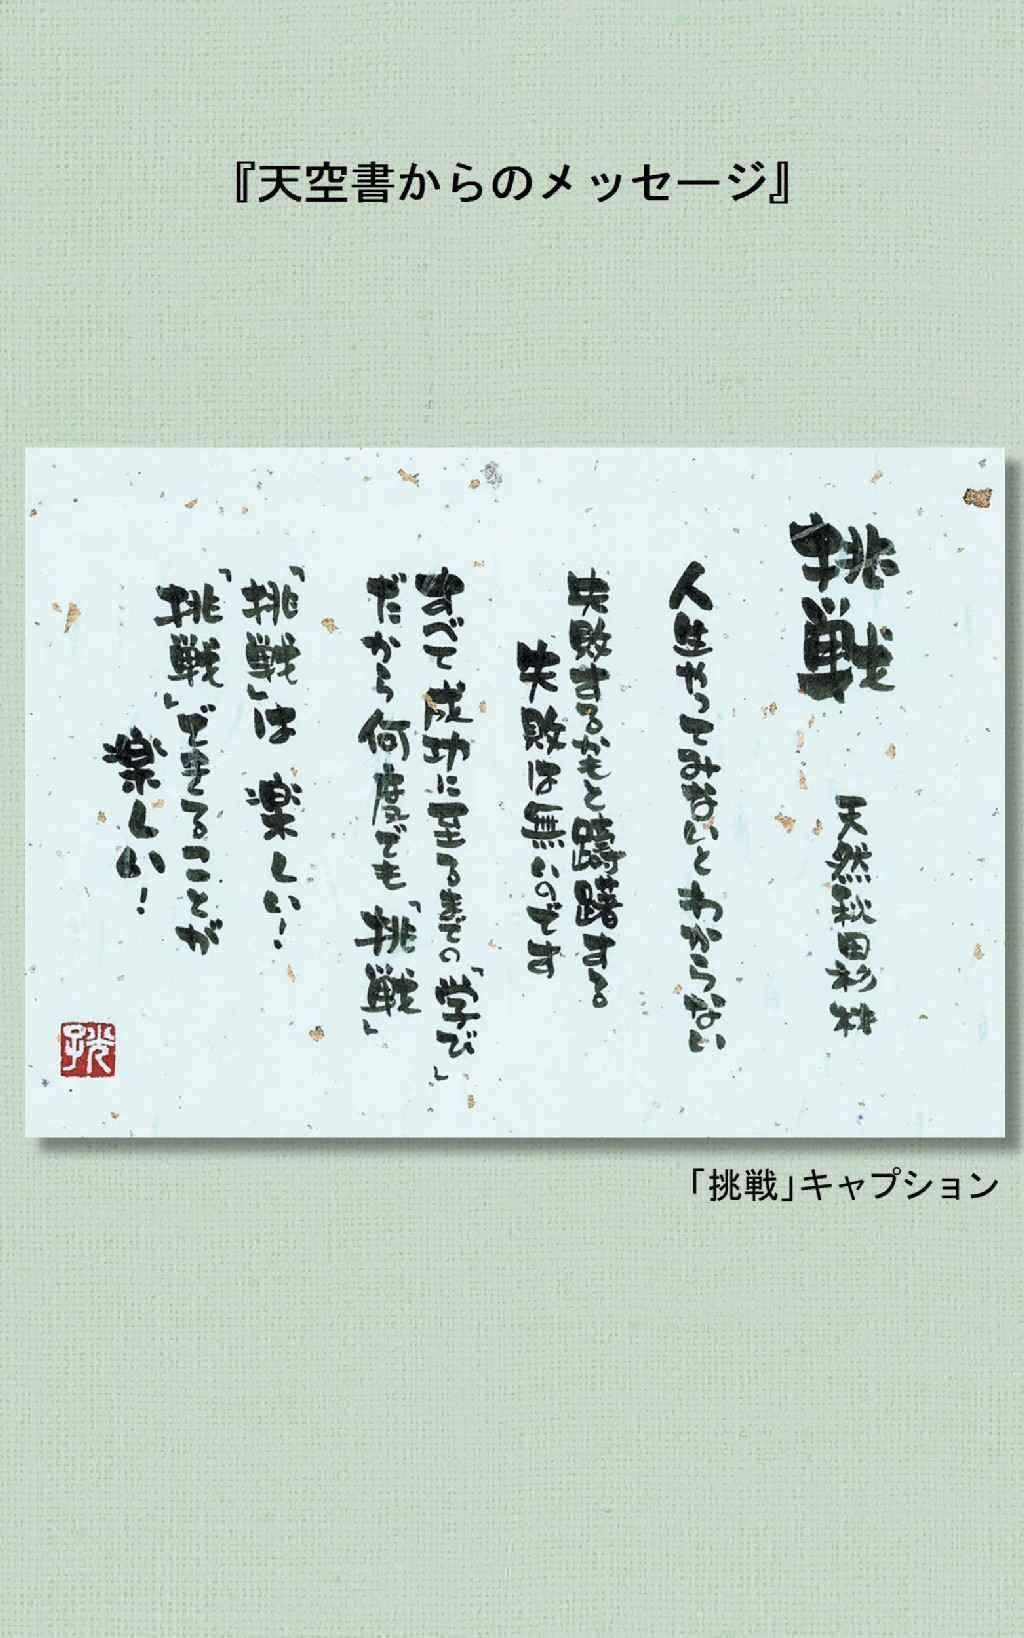 『天空書からのメッセージ』
挑戦
天然秋田杉材
人生やってみないとわからない
失敗するかもと躊躇する
失敗は無いのです
すべて成功に至るまでの「学び」
だから何度でも「挑戦」
「挑戦」は 楽しい!
「挑戦」できることが
楽しい!
「挑戦」キャプション